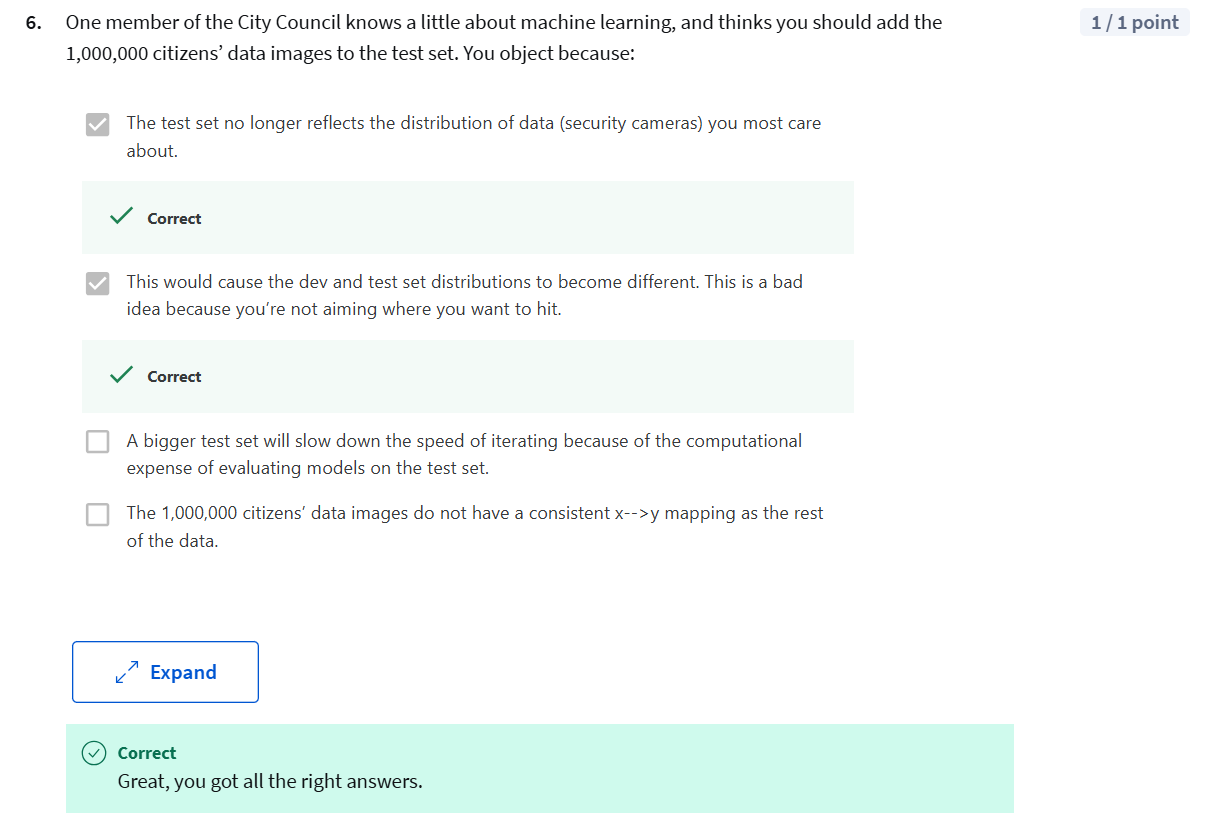 6. One member of the City Council knows a little about machine learning, and thinks you should add the
1,000,000 citizens’ data images to the test set. You object because:
1 / 1 point
The test set no longer reflects the distribution of data (security cameras) you most care
about.
Correct
This would cause the dev and test set distributions to become different. This is a bad
idea because you’re not aiming where you want to hit.
Correct
A bigger test set will slow down the speed of iterating because of the computational
expense of evaluating models on the test set.
The 1,000,000 citizens’ data images do not have a consistent x-->y mapping as the rest
of the data.
Expand
Correct
Great, you got all the right answers.